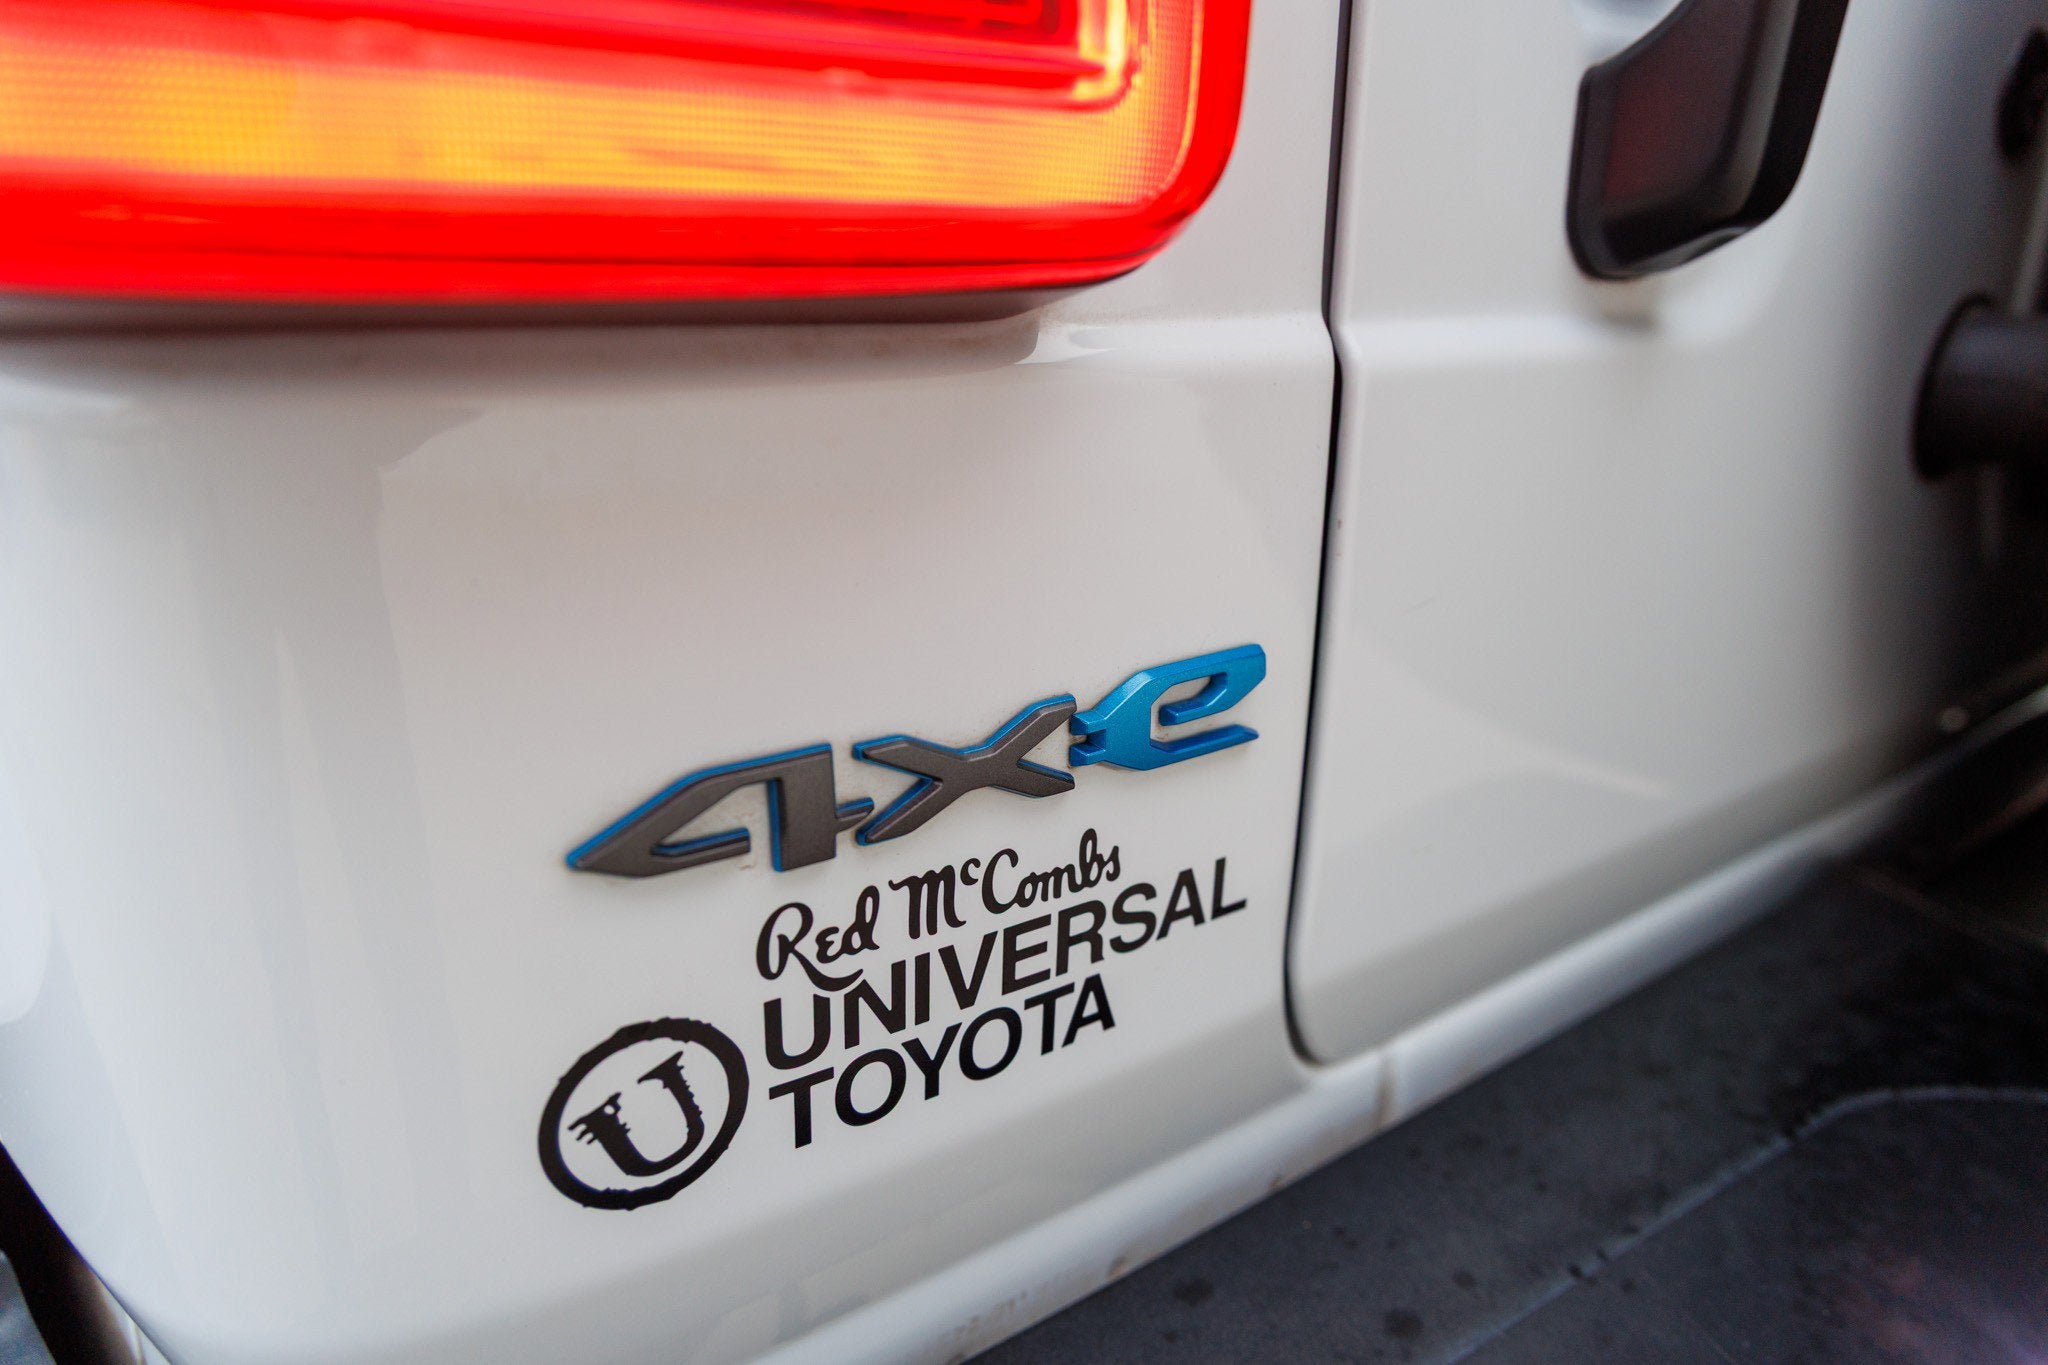 4xe
Red McCombs
UNIVERSAL
TOYOTA
U